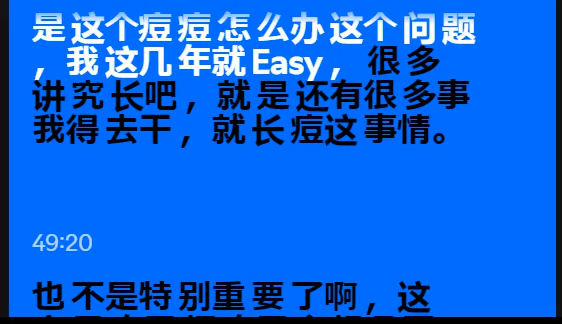 是这个痘痘怎么办这个问题
，我这几年就Easy，很多
讲究长吧，就是还有很多事
我得去干，就长痘这事情。
49:20
也不是特别重要了啊，这